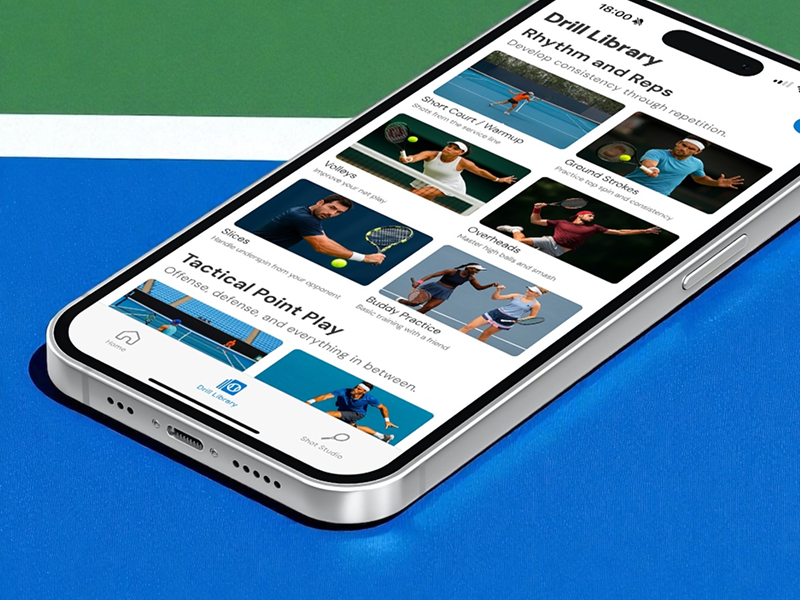 18:00
Drill Library
Rhythm and Reps
Develop consistency through repetition.
Short Court / Warmup
Shots from the service line
Ground Strokes
Practice top spin and consistency
Volleys
Improve your net play
Overheads
Master high balls and smash
Slices
Handle underspin from your opponent
Buddy Practice
Basic training with a friend
Tactical Point Play
Offense, defense, and everything in between.
Home
Drill Library
Shot Studio